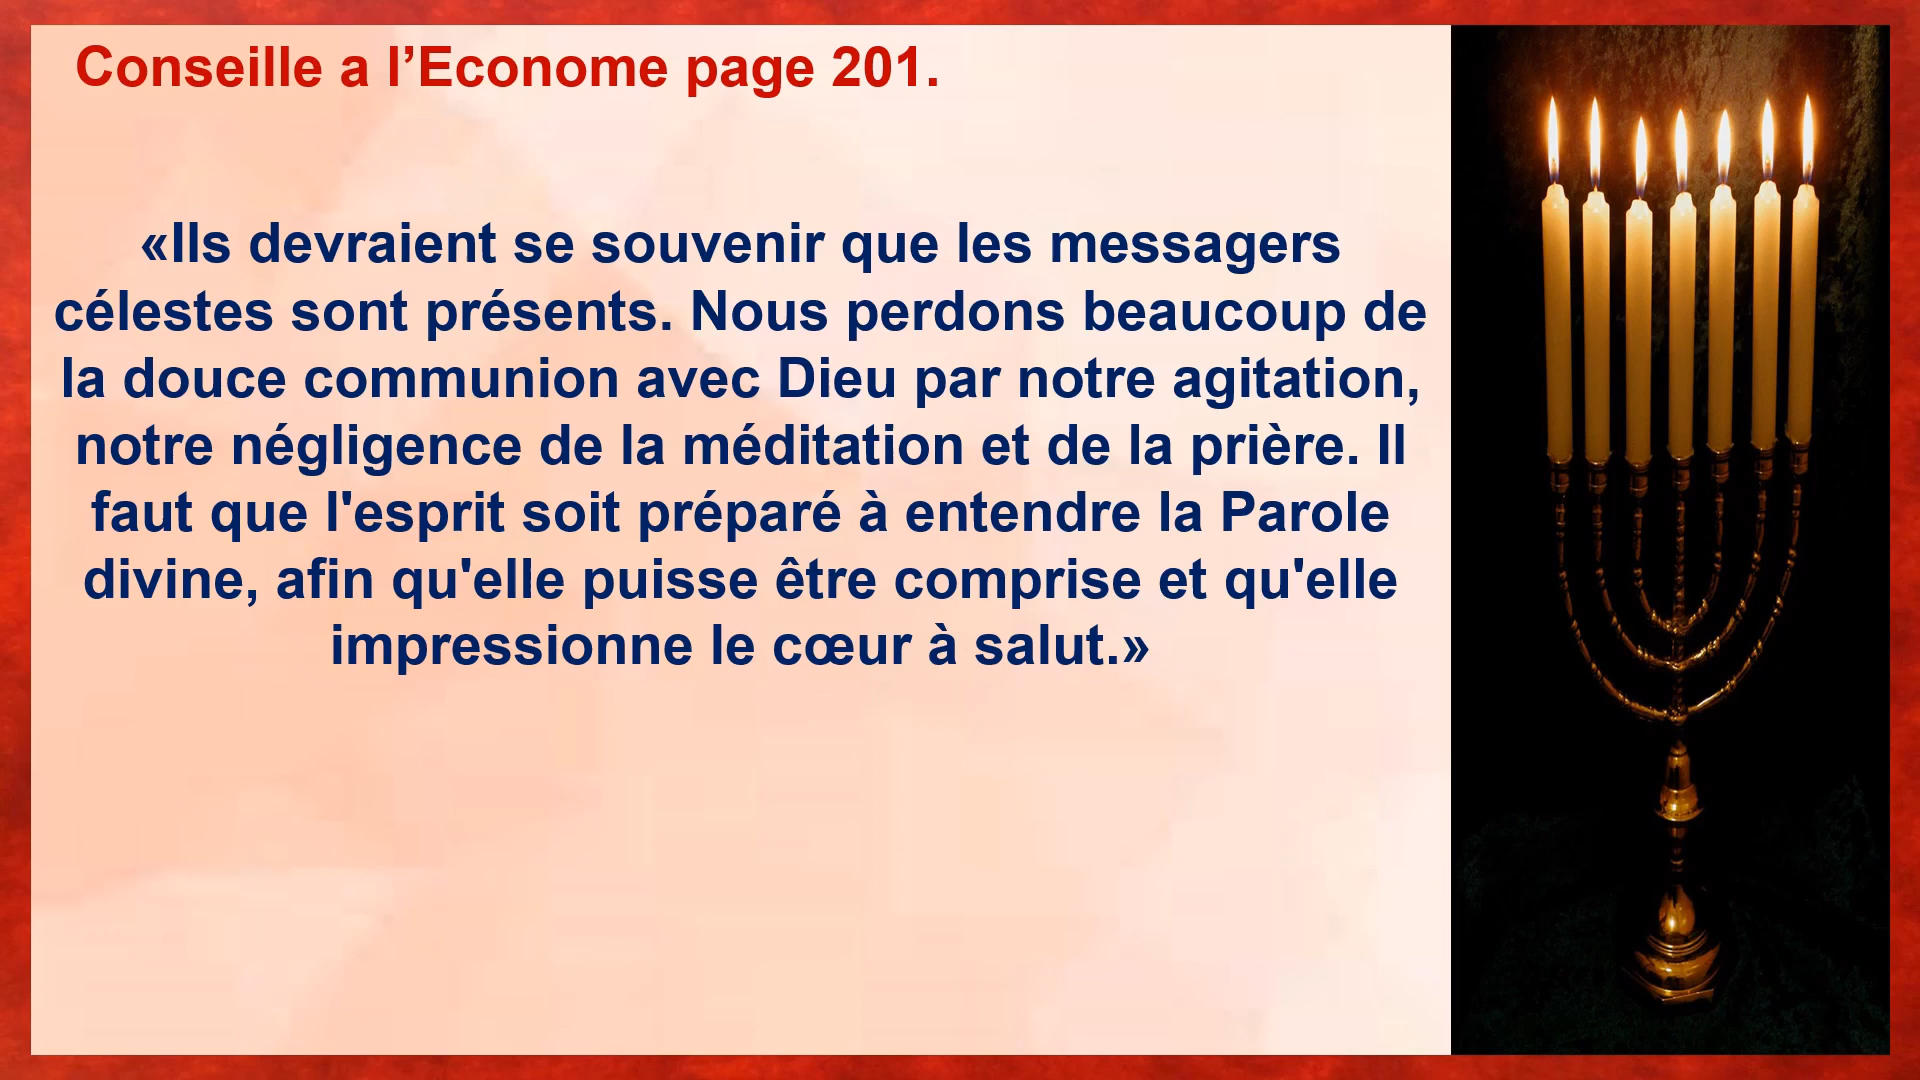 Conseille a l’Econome page 201.
«Ils devraient se souvenir que les messagers
célestes sont présents. Nous perdons beaucoup de
la douce communion avec Dieu par notre agitation,
notre négligence de la méditation et de la prière. Il
faut que l'esprit soit préparé à entendre la Parole
divine, afin qu'elle puisse être comprise et qu'elle
impressionne le cœur à salut.»